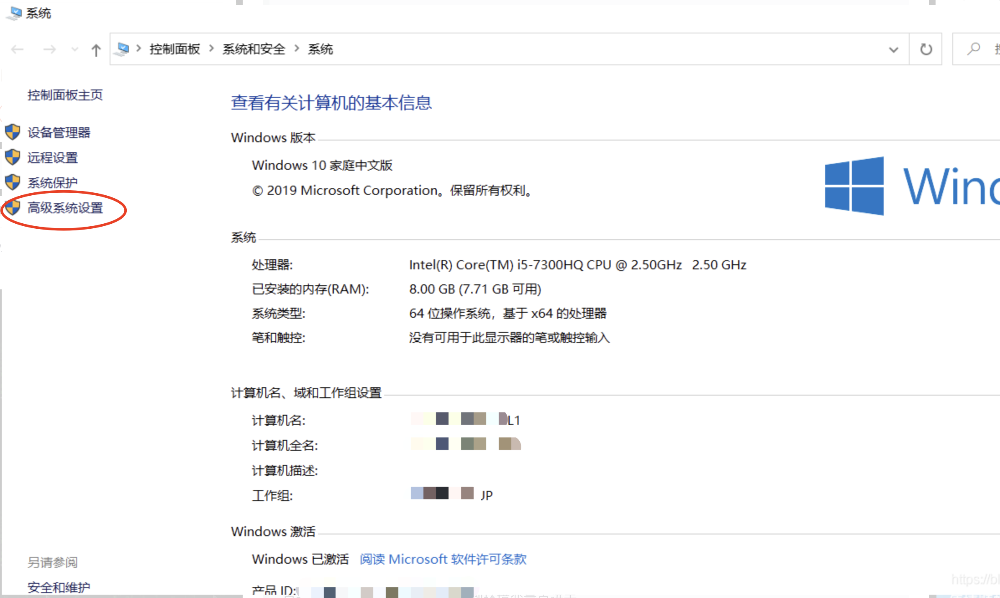 系统
控制面板 系统和安全 系统
控制面板主页
设备管理器
远程设置
系统保护
高级系统设置
查看有关计算机的基本信息
Windows 版本
Windows 10 家庭中文版
© 2019 Microsoft Corporation。保留所有权利。
Wind
系统
处理器: Intel(R) Core(TM) i5-7300HQ CPU @ 2.50GHz 2.50 GHz
已安装的内存(RAM): 8.00 GB (7.71 GB 可用)
系统类型: 64 位操作系统，基于 x64 的处理器
笔和触控: 没有可用于此显示器的笔或触控输入
计算机名、域和工作组设置
计算机名: L1
计算机全名:
计算机描述:
工作组: JP
Windows 激活
Windows 已激活 阅读 Microsoft 软件许可条款
产品 ID:
另请参阅
安全和维护
https://bl